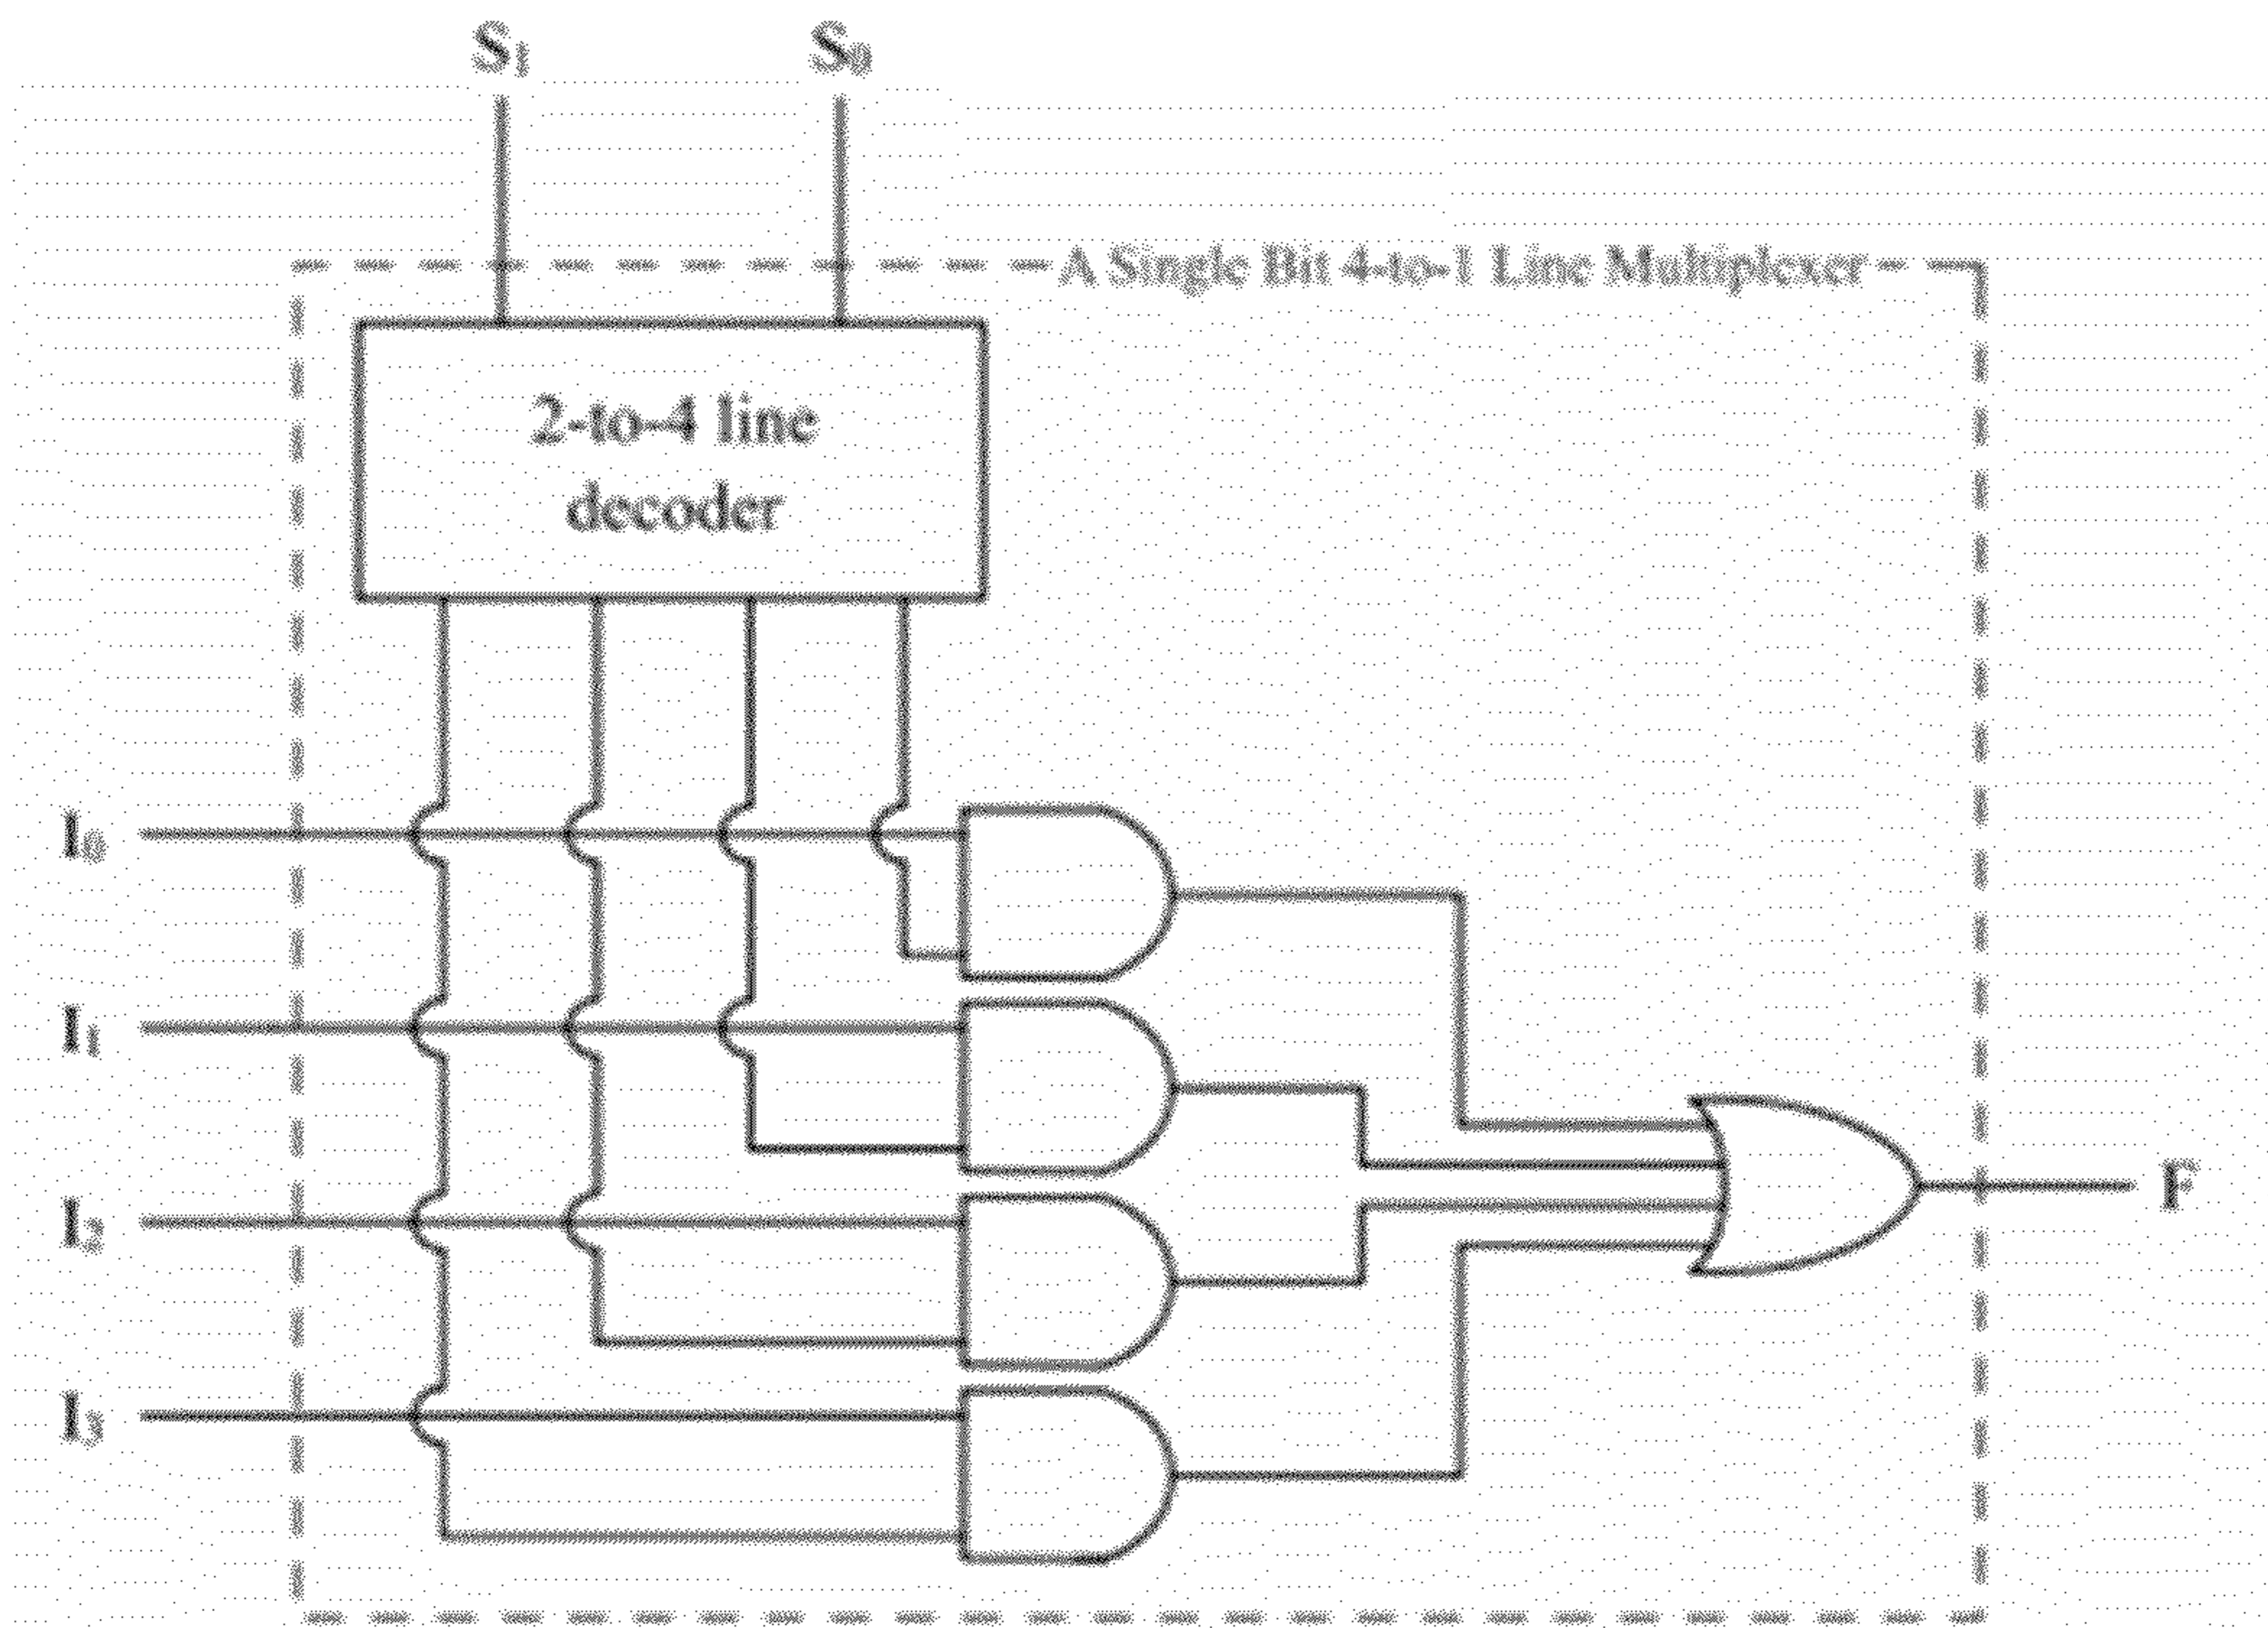 S1 S0
A Single Bit 4-to-1 Line Multiplexer
2-to-4 line
decoder
I0
I1
I2
F
I3